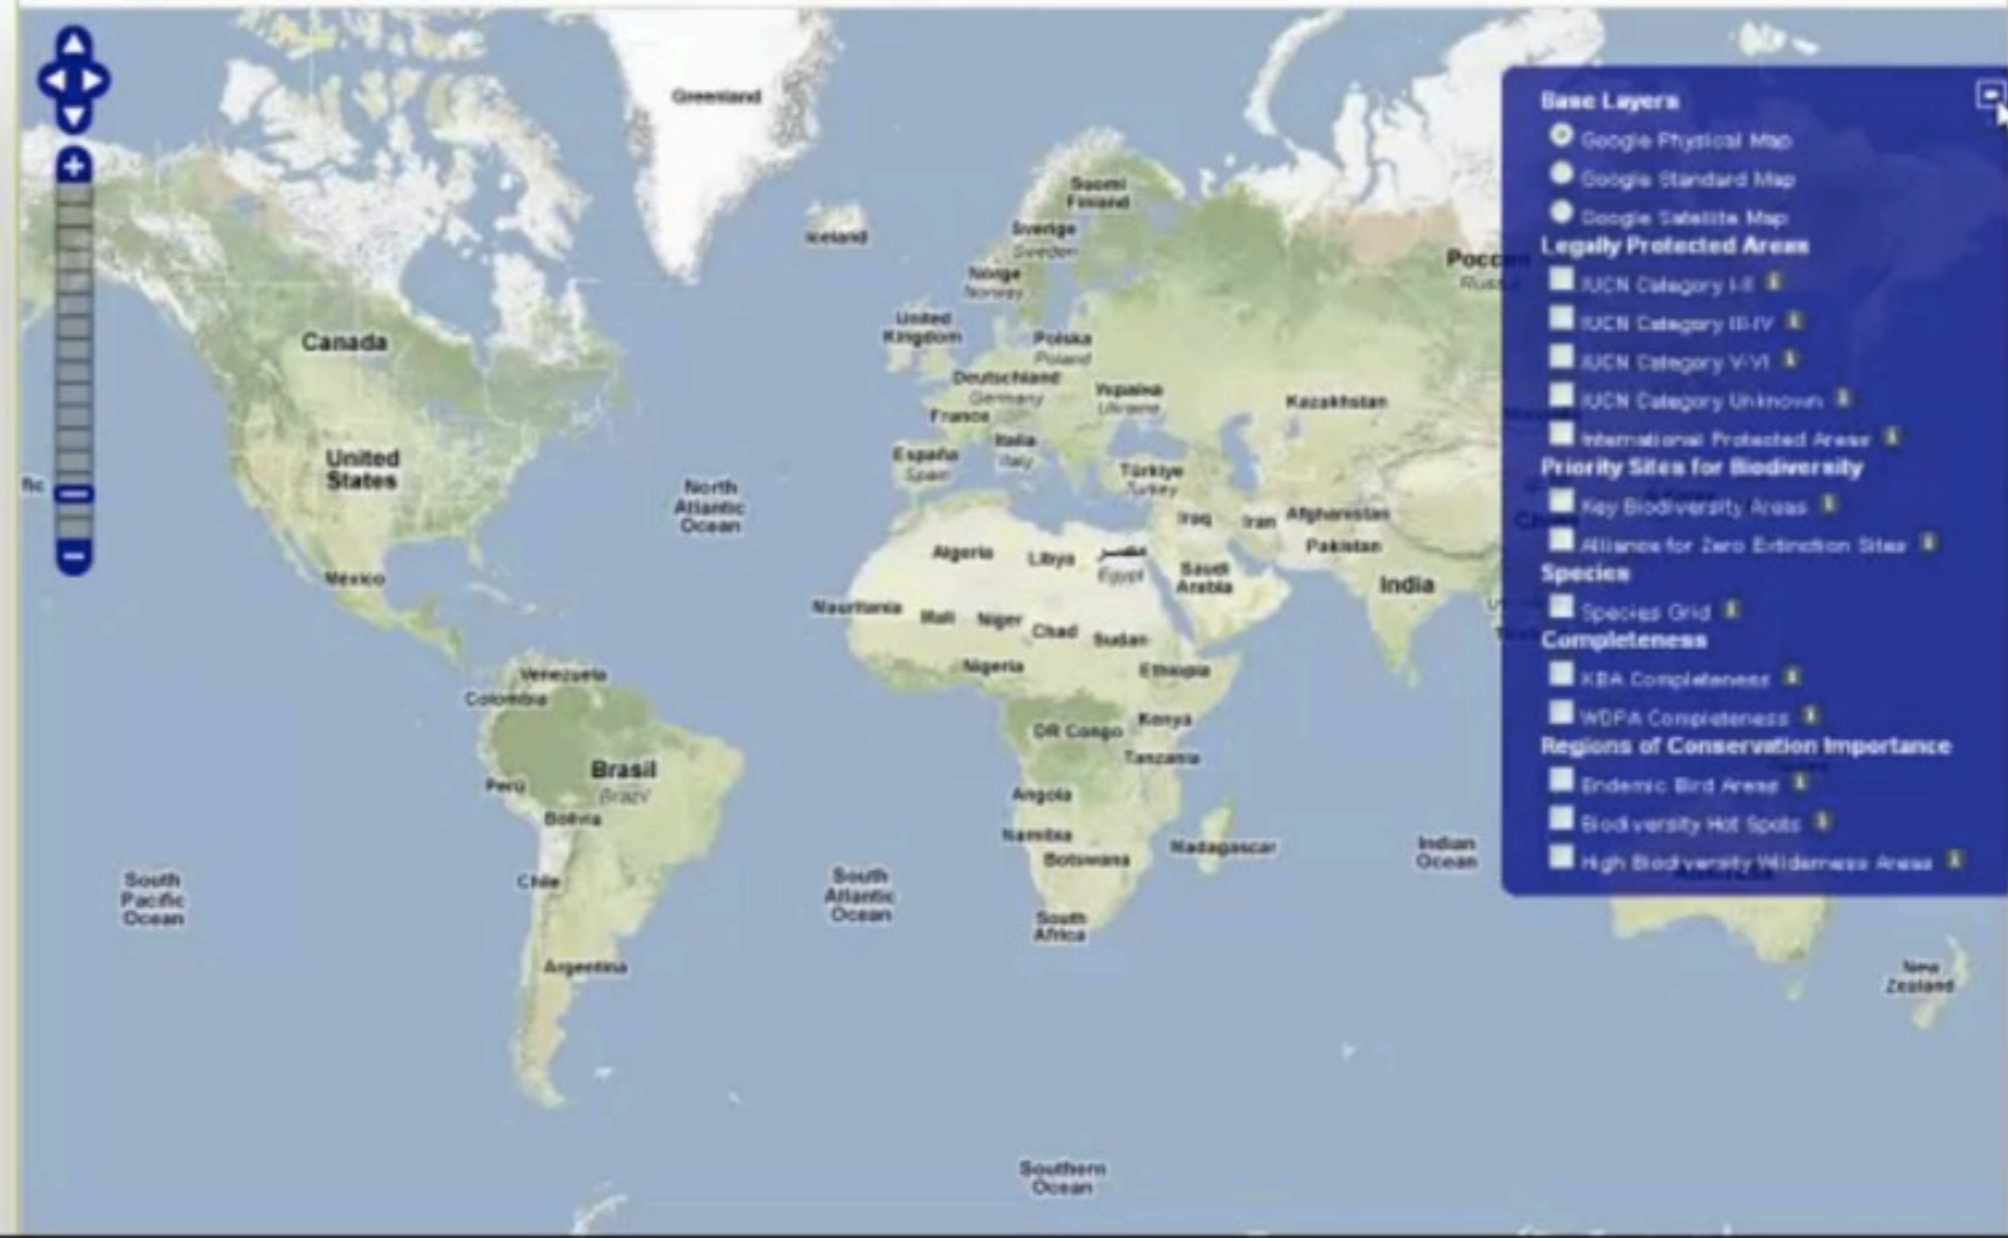 Greenland
Iceland
Suomi
Finland
Sverige
Sweden
Norge
Norway
United
Kingdom
Polska
Poland
Deutschland
Germany
France
Україна
Ukraine
Italia
Italy
España
Spain
Türkiye
Turkey
Kazakhstan
Canada
United
States
México
North
Atlantic
Ocean
Iraq
Iran
Afghanistan
Pakistan
India
Algeria
Libya
مصر
Egypt
Saudi
Arabia
Mauritania
Mali
Niger
Chad
Sudan
Nigeria
Ethiopia
Venezuela
Colombia
DR Congo
Kenya
Tanzania
Brasil
Brazil
Perú
Bolivia
Angola
Namibia
Botswana
Madagascar
Indian
Ocean
South
Pacific
Ocean
Chile
South
Atlantic
Ocean
South
Africa
Argentina
New
Zealand
Southern
Ocean
Base Layers
Google Physical Map
Google Standard Map
Google Satellite Map
Legally Protected Areas
IUCN Category I-II
IUCN Category III-IV
IUCN Category V-VI
IUCN Category Unknown
International Protected Areas
Priority Sites for Biodiversity
Key Biodiversity Areas
Alliance for Zero Extinction Sites
Species
Species Grid
Completeness
KBA Completeness
WDPA Completeness
Regions of Conservation Importance
Endemic Bird Areas
Biodiversity Hot Spots
High Biodiversity Wilderness Areas